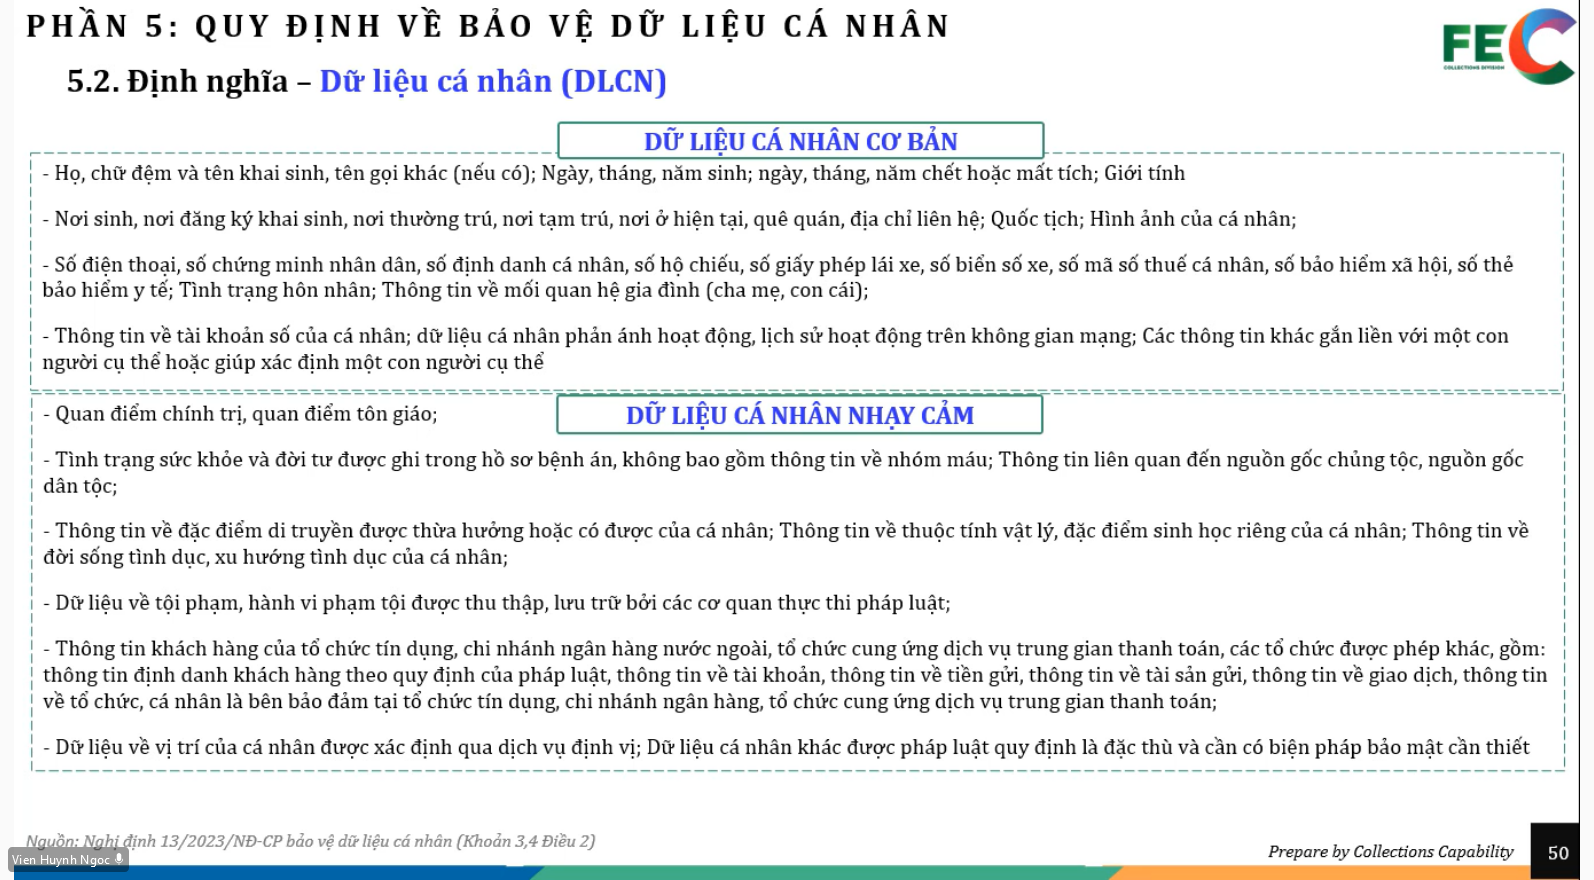 PHẦN 5: QUY ĐỊNH VỀ BẢO VỆ DỮ LIỆU CÁ NHÂN
FEC
COLLECTIONS DIVISION
5.2. Định nghĩa – Dữ liệu cá nhân (DLCN)
DỮ LIỆU CÁ NHÂN CƠ BẢN
- Họ, chữ đệm và tên khai sinh, tên gọi khác (nếu có); Ngày, tháng, năm sinh; ngày, tháng, năm chết hoặc mất tích; Giới tính
- Nơi sinh, nơi đăng ký khai sinh, nơi thường trú, nơi tạm trú, nơi ở hiện tại, quê quán, địa chỉ liên hệ; Quốc tịch; Hình ảnh của cá nhân;
- Số điện thoại, số chứng minh nhân dân, số định danh cá nhân, số hộ chiếu, số giấy phép lái xe, số biển số xe, số mã số thuế cá nhân, số bảo hiểm xã hội, số thẻ
bảo hiểm y tế; Tình trạng hôn nhân; Thông tin về mối quan hệ gia đình (cha mẹ, con cái);
- Thông tin về tài khoản số của cá nhân; dữ liệu cá nhân phản ánh hoạt động, lịch sử hoạt động trên không gian mạng; Các thông tin khác gắn liền với một con
người cụ thể hoặc giúp xác định một con người cụ thể
DỮ LIỆU CÁ NHÂN NHẠY CẢM
- Quan điểm chính trị, quan điểm tôn giáo;
- Tình trạng sức khỏe và đời tư được ghi trong hồ sơ bệnh án, không bao gồm thông tin về nhóm máu; Thông tin liên quan đến nguồn gốc chủng tộc, nguồn gốc
dân tộc;
- Thông tin về đặc điểm di truyền được thừa hưởng hoặc có được của cá nhân; Thông tin về thuộc tính vật lý, đặc điểm sinh học riêng của cá nhân; Thông tin về
đời sống tình dục, xu hướng tình dục của cá nhân;
- Dữ liệu về tội phạm, hành vi phạm tội được thu thập, lưu trữ bởi các cơ quan thực thi pháp luật;
- Thông tin khách hàng của tổ chức tín dụng, chi nhánh ngân hàng nước ngoài, tổ chức cung ứng dịch vụ trung gian thanh toán, các tổ chức được phép khác, gồm:
thông tin định danh khách hàng theo quy định của pháp luật, thông tin về tài khoản, thông tin về tiền gửi, thông tin về tài sản gửi, thông tin về giao dịch, thông tin
về tổ chức, cá nhân là bên bảo đảm tại tổ chức tín dụng, chi nhánh ngân hàng, tổ chức cung ứng dịch vụ trung gian thanh toán;
- Dữ liệu về vị trí của cá nhân được xác định qua dịch vụ định vị; Dữ liệu cá nhân khác được pháp luật quy định là đặc thù và cần có biện pháp bảo mật cần thiết
Nguồn: Nghị định 13/2023/NĐ-CP bảo vệ dữ liệu cá nhân (Khoản 3,4 Điều 2)
Vien Huynh Ngoc
Prepare by Collections Capability
50